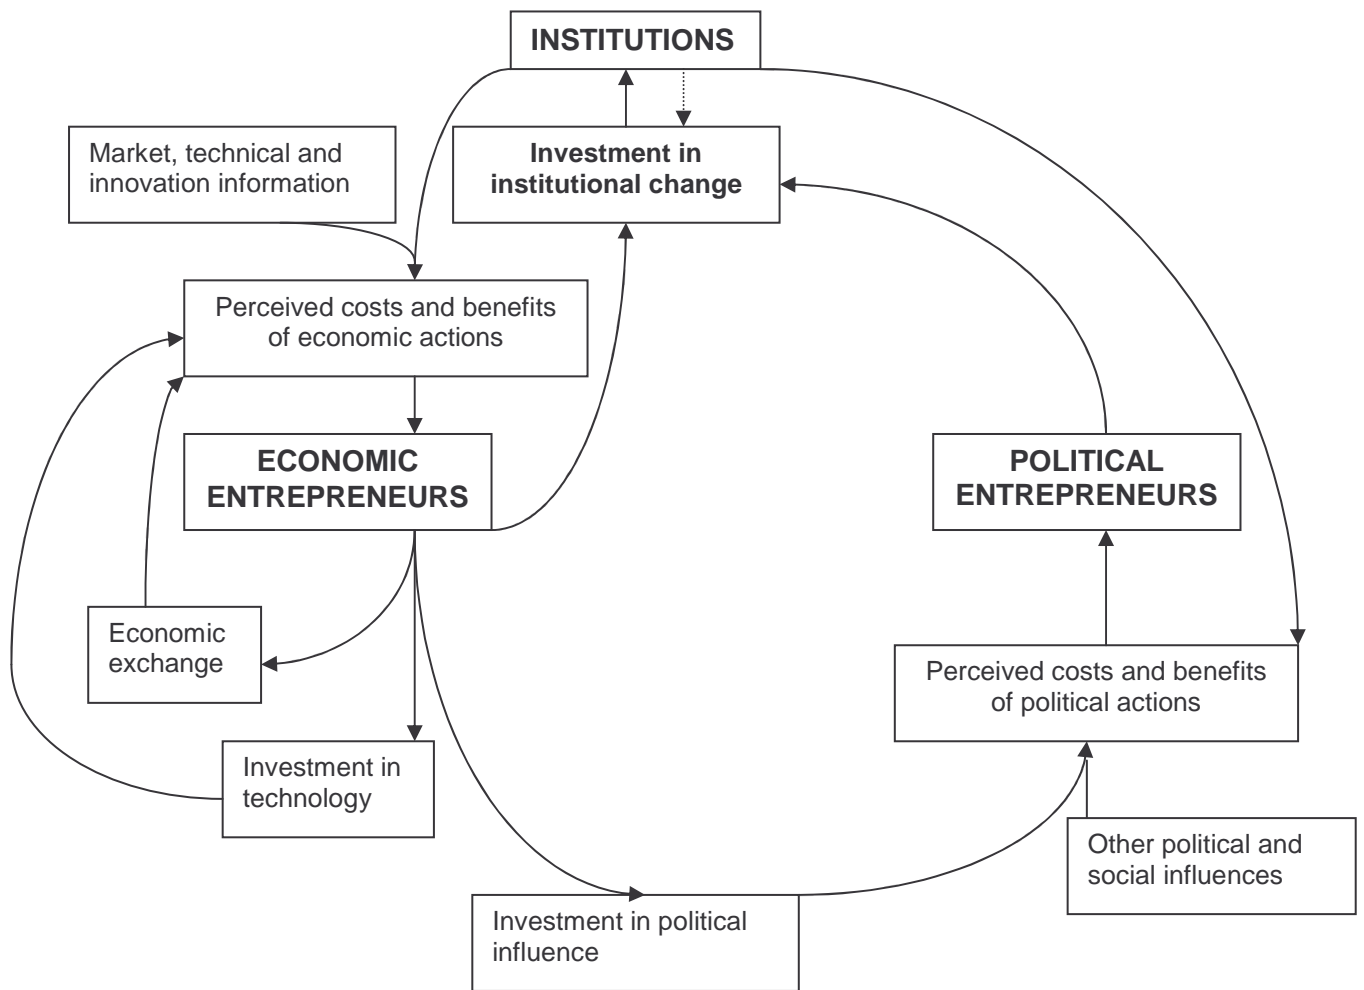 INSTITUTIONS
Market, technical and
innovation information
Investment in
institutional change
Perceived costs and benefits
of economic actions
ECONOMIC
ENTREPRENEURS
POLITICAL
ENTREPRENEURS
Economic
exchange
Perceived costs and benefits
of political actions
Investment in
technology
Other political and
social influences
Investment in political
influence